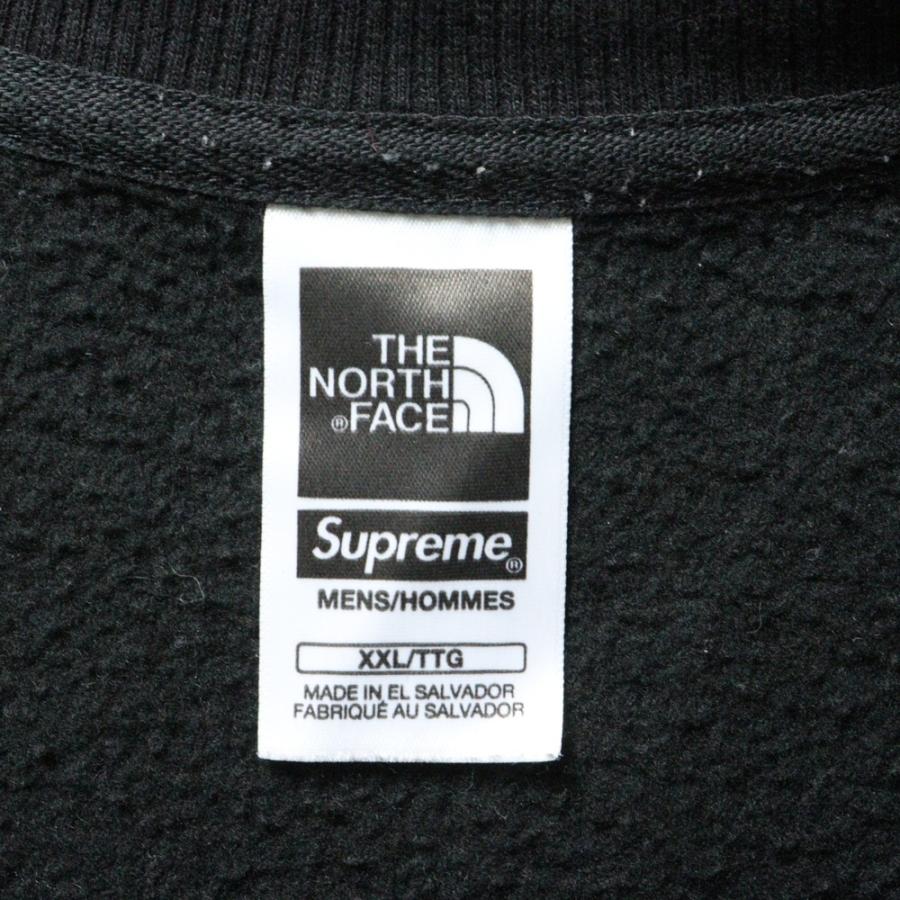 THE
NORTH
®FACE
Supreme®
MENS/HOMMES
XXL/TTG
MADE IN EL SALVADOR
FABRIQUÉ AU SALVADOR